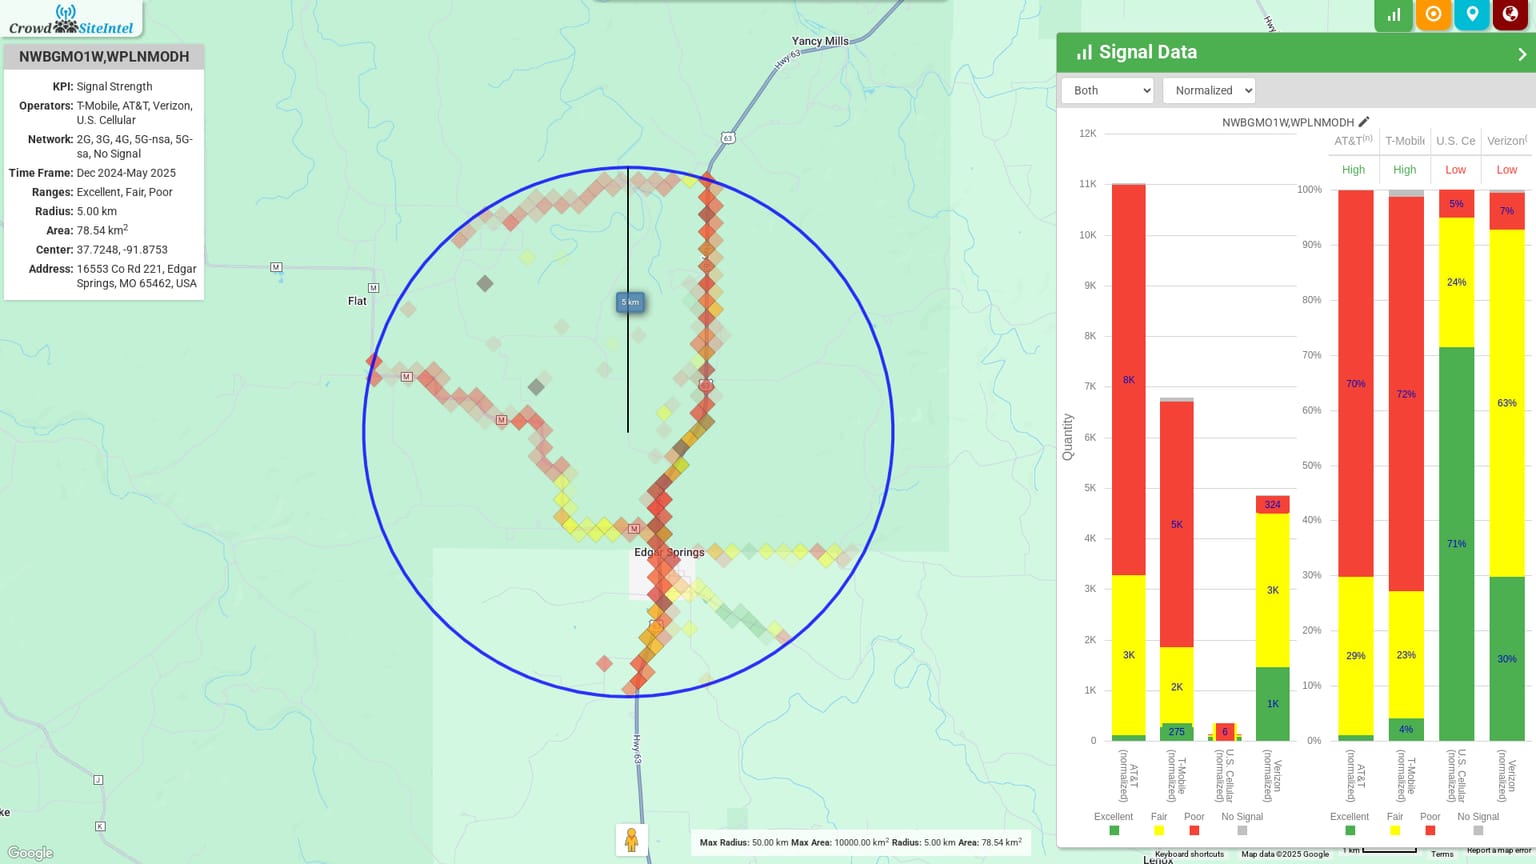 CrowdSiteIntel
NWBGMO1W,WPLNMODH
KPI: Signal Strength
Operators: T-Mobile, AT&T, Verizon,
U.S. Cellular
Network: 2G, 3G, 4G, 5G-nsa, 5G-
sa, No Signal
Time Frame: Dec 2024-May 2025
Ranges: Excellent, Fair, Poor
Radius: 5.00 km
Area: 78.54 km²
Center: 37.7248, -91.8753
Address: 16553 Co Rd 221, Edgar
Springs, MO 65462, USA
Yancy Mills
Hwy 63
Hwy
63
M
M
Flat
5 km
M
63
M
M
Edgar Springs
Hwy 63
J
K
ke
Google
Max Radius: 50.00 km Max Area: 10000.00 km² Radius: 5.00 km Area: 78.54 km²
Signal Data
Both
Normalized
NWBGMO1W,WPLNMODH
Quantity
12K
11K
10K
9K
8K
7K
6K
5K
4K
3K
2K
1K
0
8K
3K
5K
2K
275
6
324
3K
1K
AT&T (normalized)
T-Mobile (normalized)
U.S. Cellular (normalized)
Verizon (normalized)
Excellent
Fair
Poor
No Signal
AT&T(n)
T-Mobile
U.S. Ce
Verizon(
High
High
Low
Low
100%
90%
80%
70%
60%
50%
40%
30%
20%
10%
0%
70%
29%
72%
23%
4%
5%
24%
71%
7%
63%
30%
AT&T (normalized)
T-Mobile (normalized)
U.S. Cellular (normalized)
Verizon (normalized)
Excellent
Fair
Poor
No Signal
Lenox
Keyboard shortcuts
Map data ©2025 Google
1 km
Terms
Report a map error